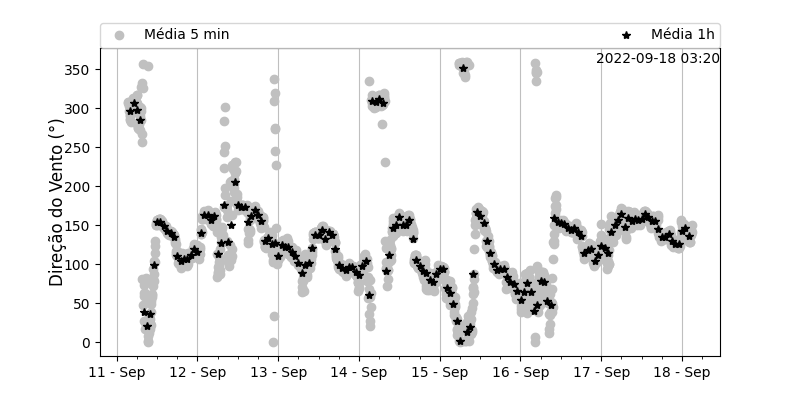 Média 5 min
Média 1h
2022-09-18 03:20
Direção do Vento (°)
350
300
250
200
150
100
50
0
11 - Sep
12 - Sep
13 - Sep
14 - Sep
15 - Sep
16 - Sep
17 - Sep
18 - Sep